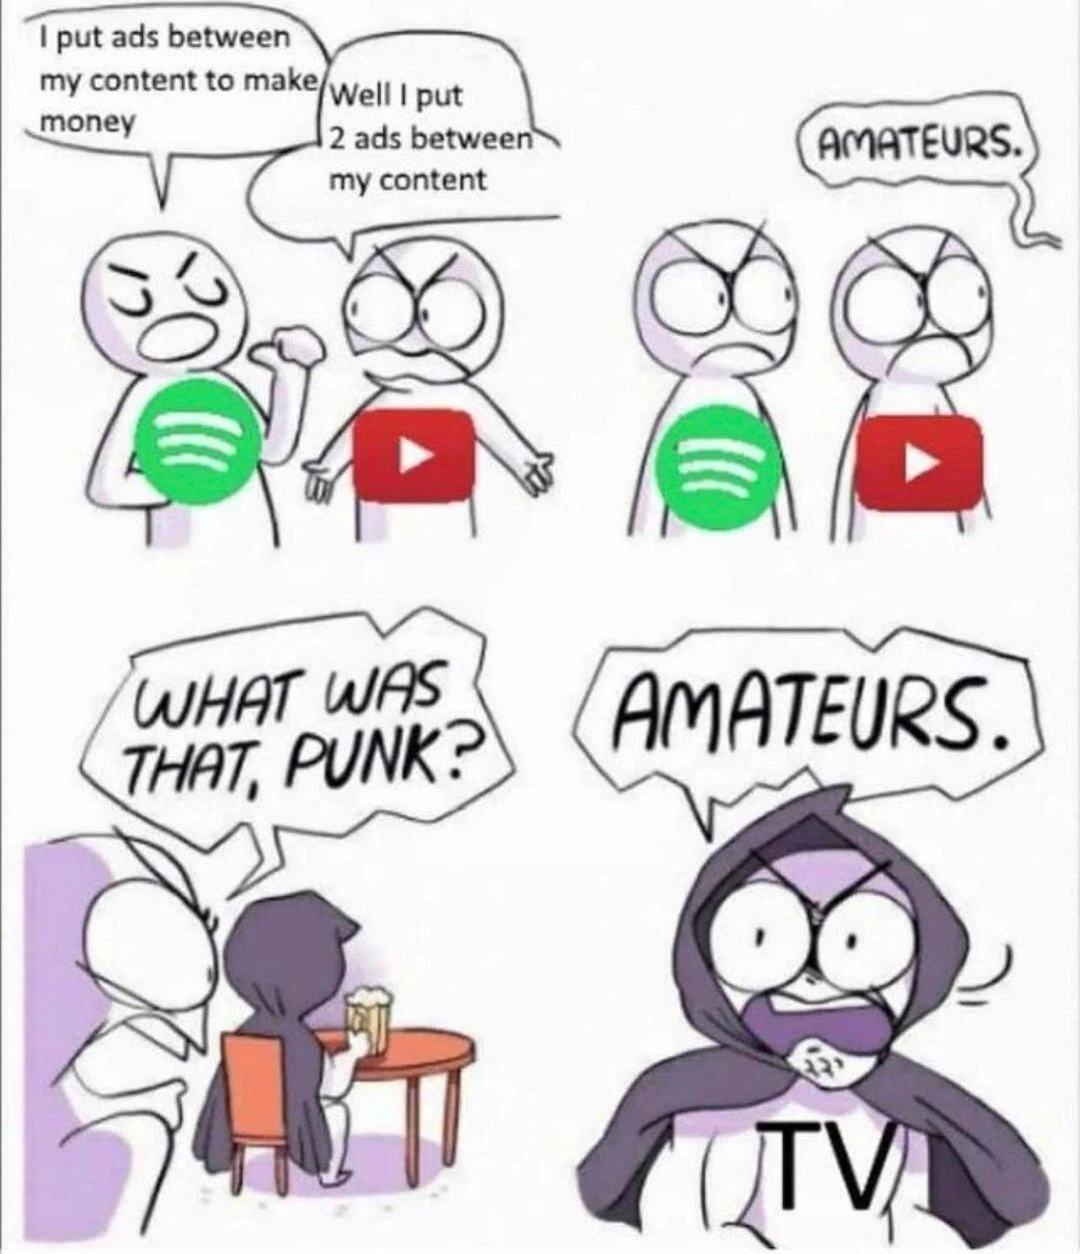 I put ads between
my content to make
money
Well I put
2 ads between
my content
AMATEURS.
WHAT WAS
THAT, PUNK?
AMATEURS.
TV